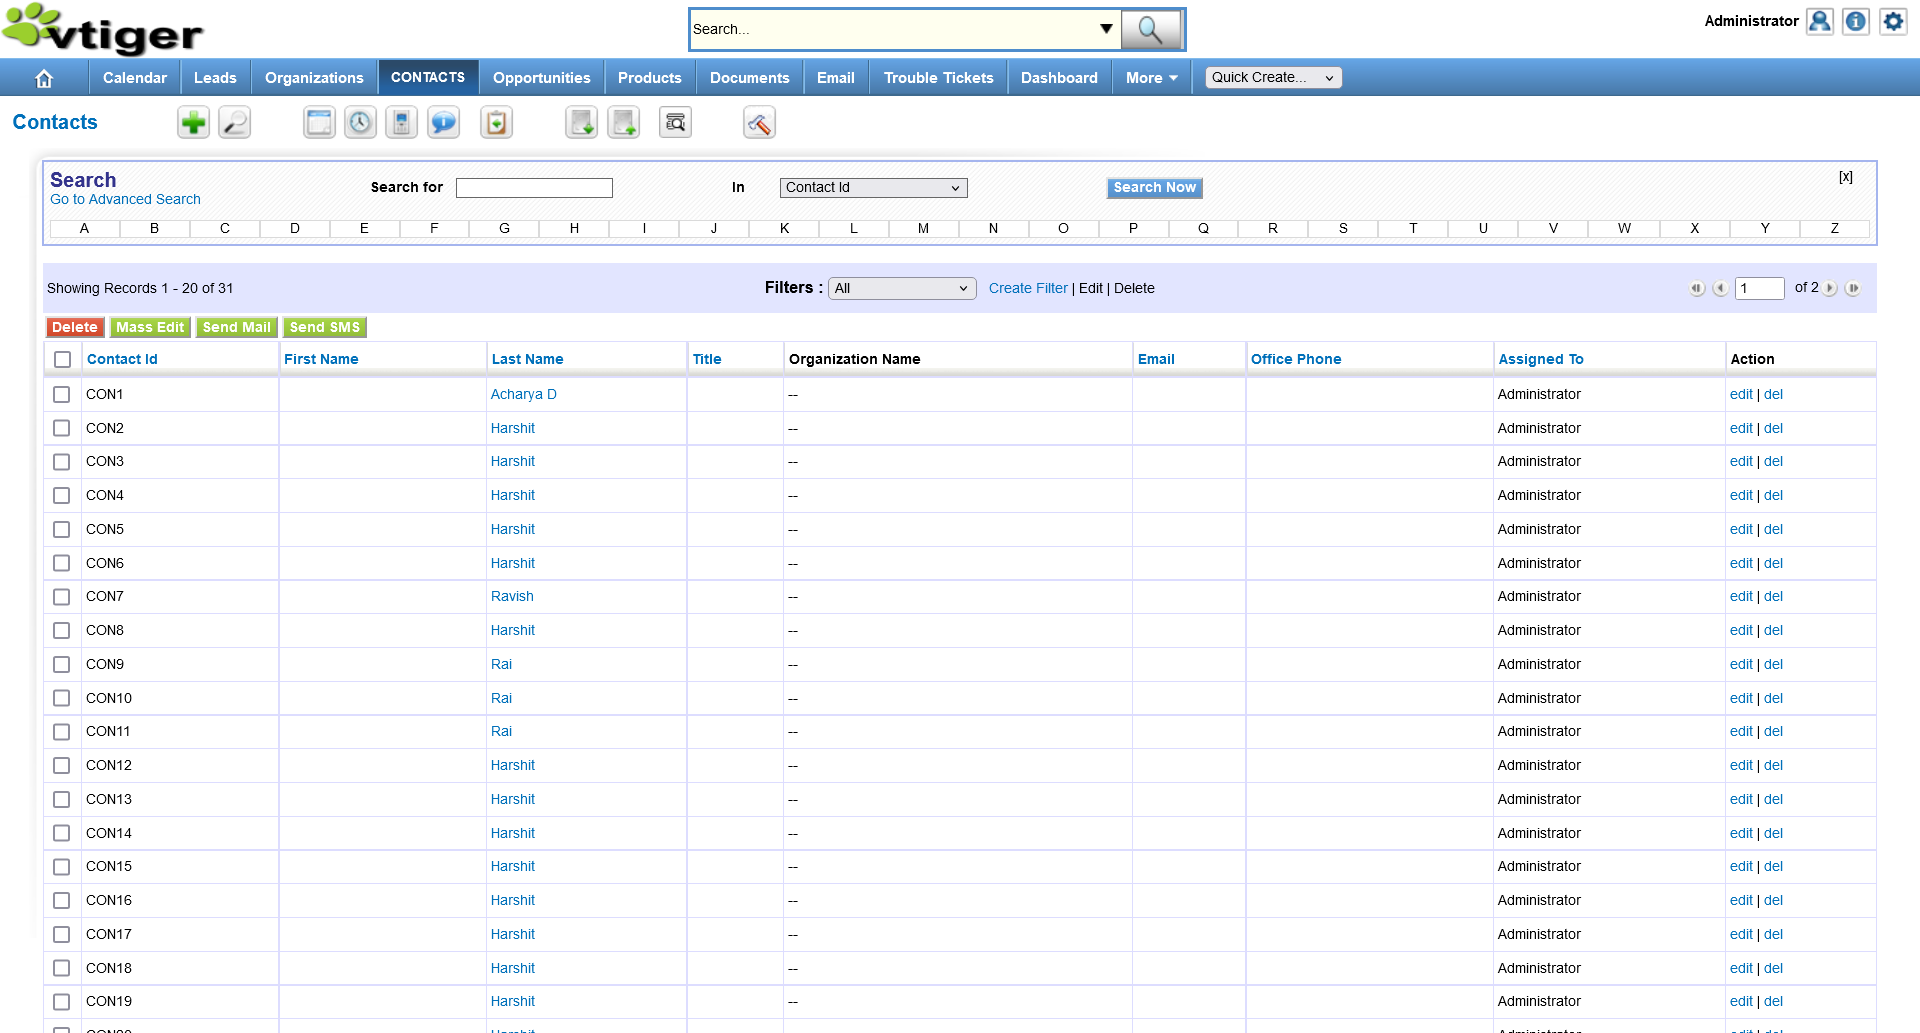 vtiger
Search...
Administrator
Calendar Leads Organizations CONTACTS Opportunities Products Documents Email Trouble Tickets Dashboard More Quick Create...
Contacts
Search
Go to Advanced Search
Search for In Contact Id Search Now [x]
A B C D E F G H I J K L M N O P Q R S T U V W X Y Z
Showing Records 1 - 20 of 31 Filters : All Create Filter | Edit | Delete 1 of 2
Delete Mass Edit Send Mail Send SMS
Contact Id First Name Last Name Title Organization Name Email Office Phone Assigned To Action
CON1 Acharya D -- Administrator edit | del
CON2 Harshit -- Administrator edit | del
CON3 Harshit -- Administrator edit | del
CON4 Harshit -- Administrator edit | del
CON5 Harshit -- Administrator edit | del
CON6 Harshit -- Administrator edit | del
CON7 Ravish -- Administrator edit | del
CON8 Harshit -- Administrator edit | del
CON9 Rai -- Administrator edit | del
CON10 Rai -- Administrator edit | del
CON11 Rai -- Administrator edit | del
CON12 Harshit -- Administrator edit | del
CON13 Harshit -- Administrator edit | del
CON14 Harshit -- Administrator edit | del
CON15 Harshit -- Administrator edit | del
CON16 Harshit -- Administrator edit | del
CON17 Harshit -- Administrator edit | del
CON18 Harshit -- Administrator edit | del
CON19 Harshit -- Administrator edit | del